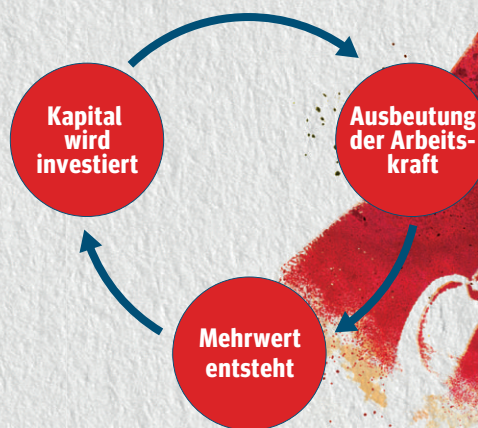 Kapital
wird
investiert
Ausbeutung
der Arbeits-
kraft
Mehrwert
entsteht